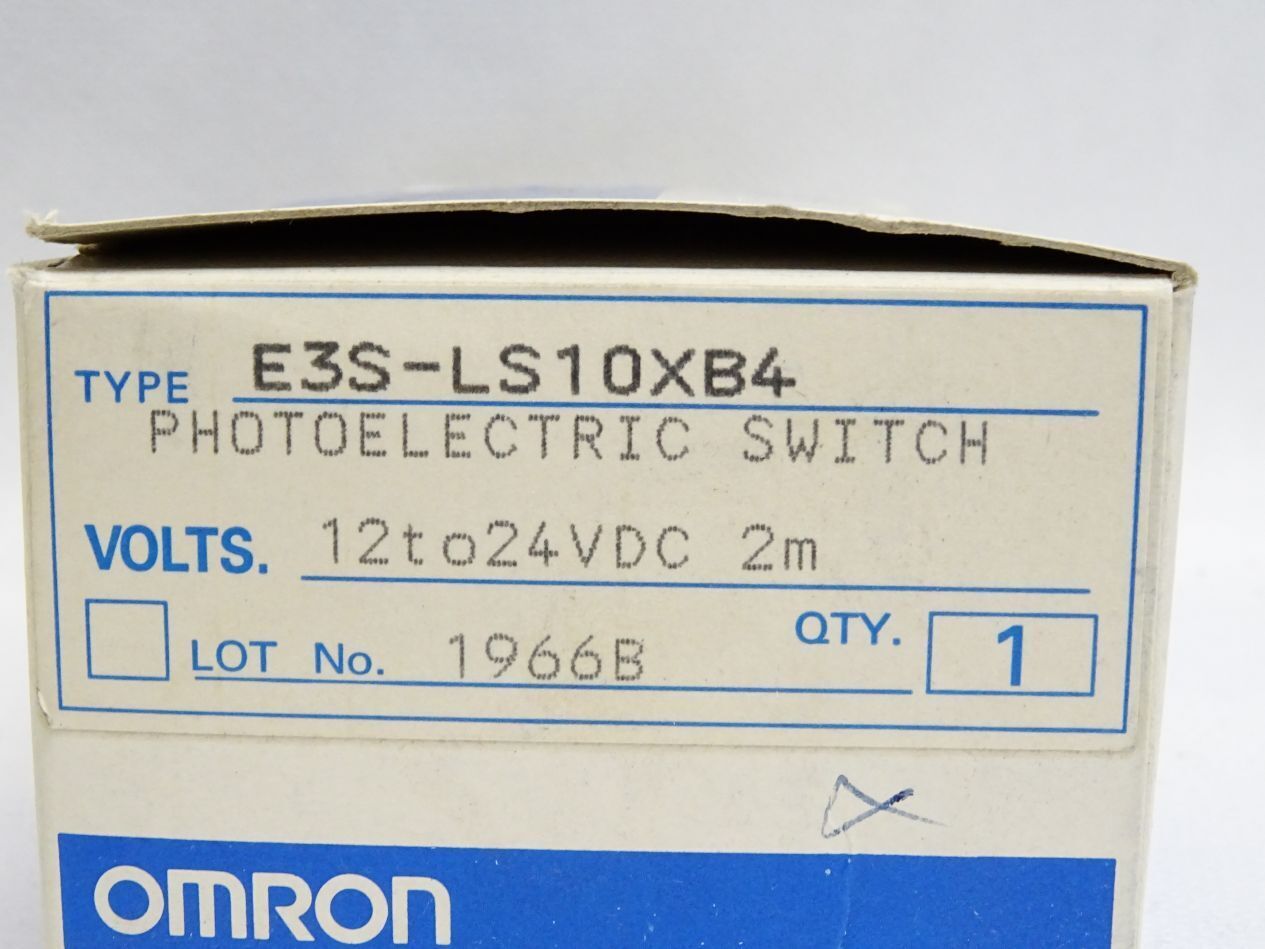 TYPE E3S-LS10XB4
PHOTOELECTRIC SWITCH
VOLTS. 12to24VDC 2m
LOT No. 1966B QTY. 1
OMRON